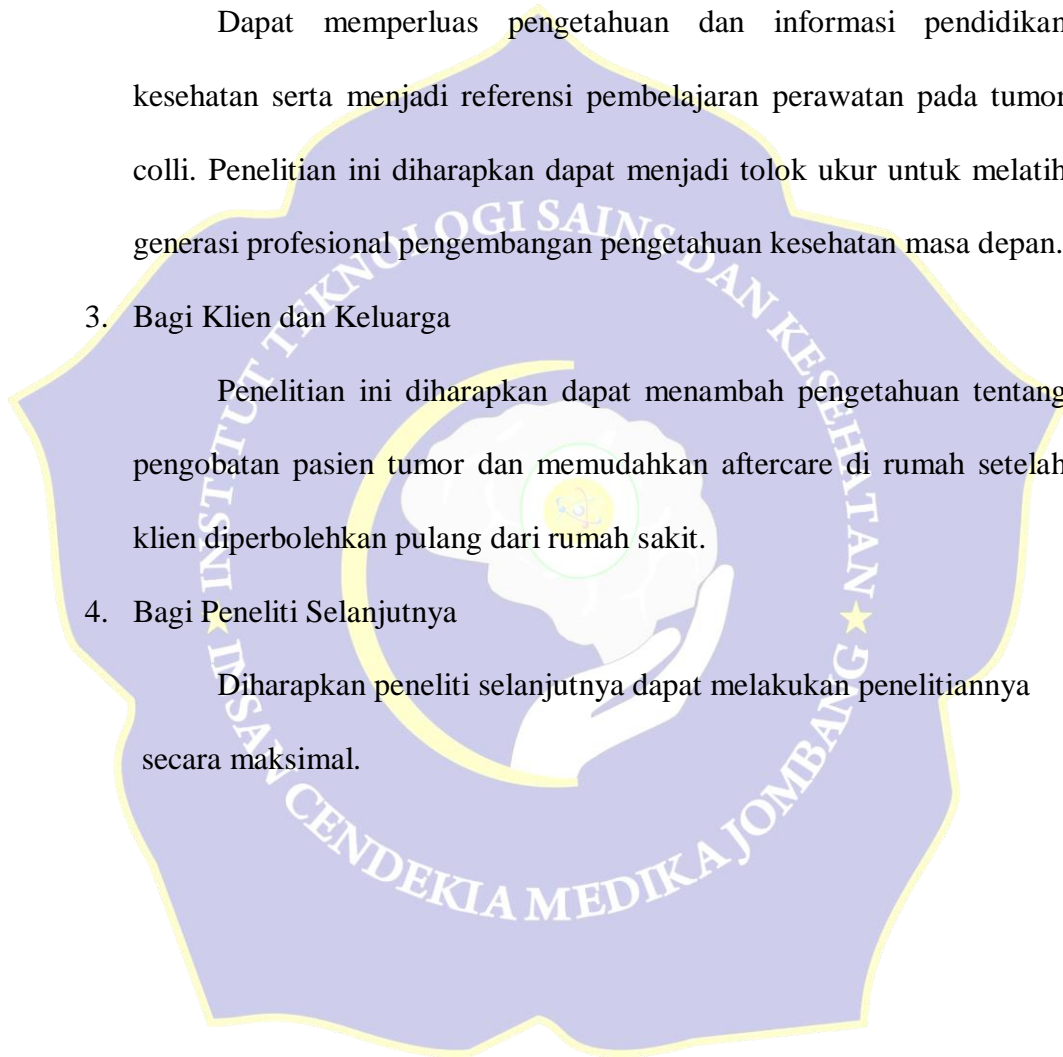 Dapat memperluas pengetahuan dan informasi pendidikan
kesehatan serta menjadi referensi pembelajaran perawatan pada tumor
colli. Penelitian ini diharapkan dapat menjadi tolok ukur untuk melatih
generasi profesional pengembangan pengetahuan kesehatan masa depan.
3. Bagi Klien dan Keluarga
Penelitian ini diharapkan dapat menambah pengetahuan tentang
pengobatan pasien tumor dan memudahkan aftercare di rumah setelah
klien diperbolehkan pulang dari rumah sakit.
4. Bagi Peneliti Selanjutnya
Diharapkan peneliti selanjutnya dapat melakukan penelitiannya
secara maksimal.
INSTITUT TEKNOLOGI SAINS DAN KESEHATAN
INSAN CENDEKIA MEDIKA JOMBANG